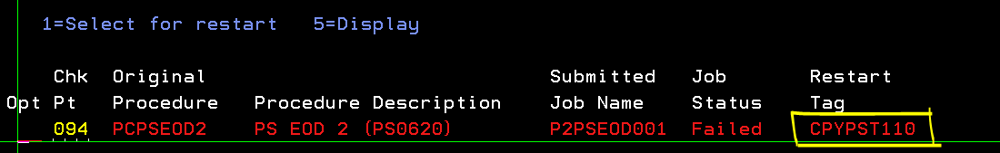 1=Select for restart 5=Display
Chk Original Submitted Job Restart
Opt Pt Procedure Procedure Description Job Name Status Tag
094 PCPSEOD2 PS EOD 2 (PS0620) P2PSEOD001 Failed CPYPST110